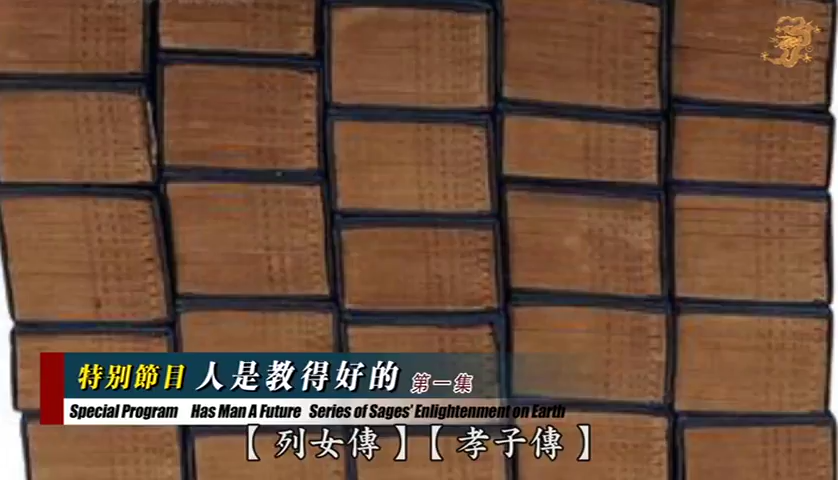 特别節目 人是教得好的 第一集
Special Program Has Man A Future Series of Sages' Enlightenment on Earth
【列女傳】【孝子傳】